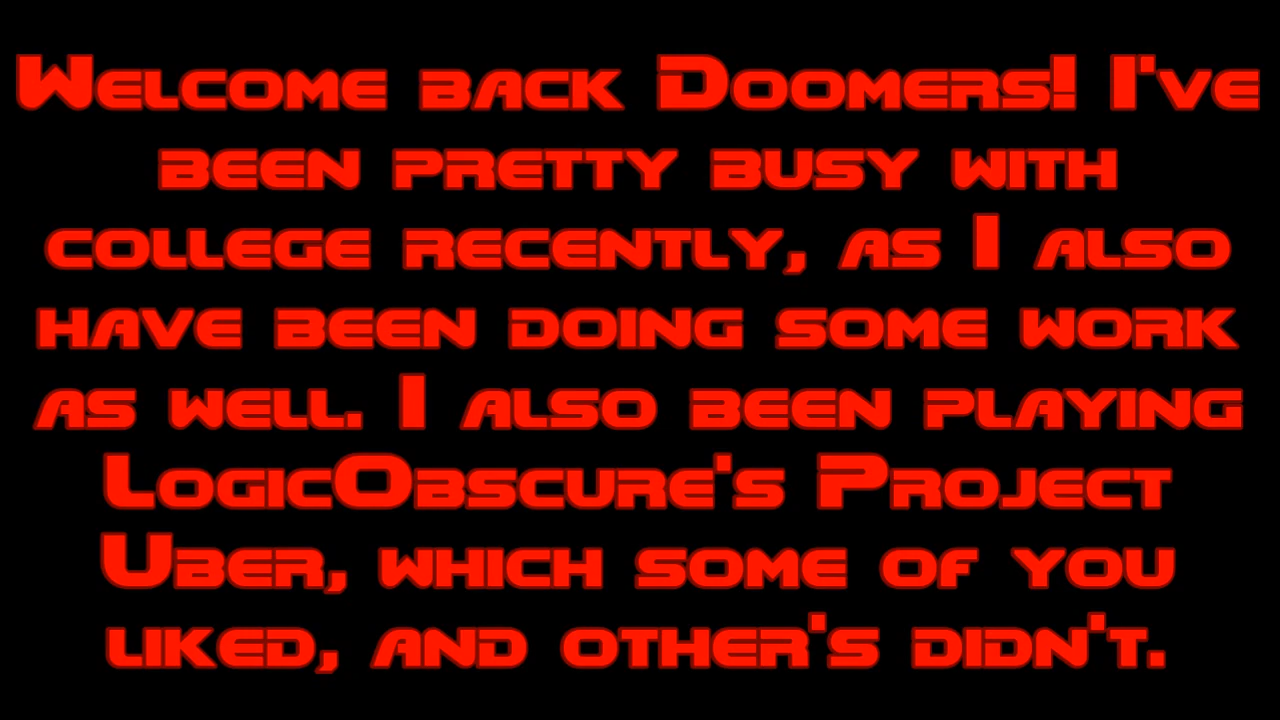 Welcome back Doomers! I've
been pretty busy with
college recently, as I also
have been doing some work
as well. I also been playing
LogicObscure's Project
Uber, which some of you
liked, and other's didn't.